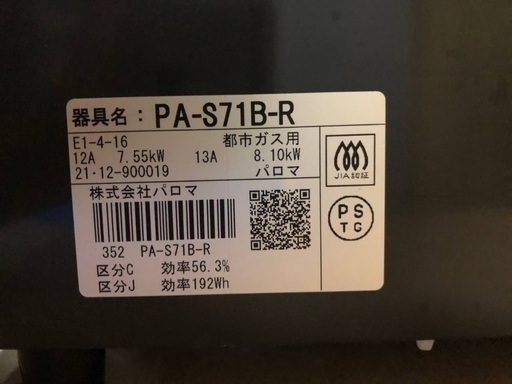 器具名：PA-S71B-R
E1-4-16 都市ガス用
12A 7.55kW 13A 8.10kW
21・12-900019 パロマ
株式会社パロマ
352 PA-S71B-R
区分C 効率56.3%
区分J 効率192Wh
JIA認証
PS
TG